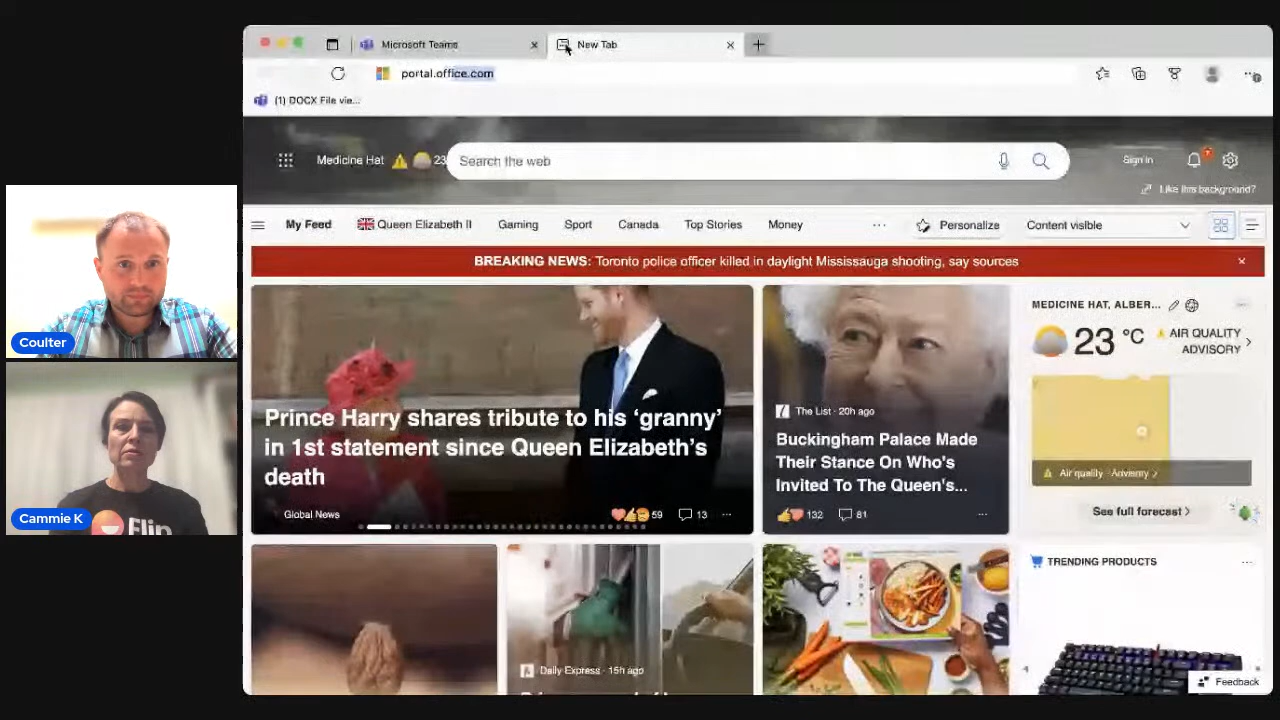 Microsoft Teams
New Tab
portal.office.com
(1) DOCX File vie...
Medicine Hat
23
Search the web
Sign in
Like this background?
My Feed
Queen Elizabeth II
Gaming
Sport
Canada
Top Stories
Money
Personalize
Content visible
BREAKING NEWS: Toronto police officer killed in daylight Mississauga shooting, say sources
Prince Harry shares tribute to his ‘granny’
in 1st statement since Queen Elizabeth’s
death
Global News
59
13
The List · 20h ago
Buckingham Palace Made
Their Stance On Who's
Invited To The Queen's...
132
81
MEDICINE HAT, ALBER...
23 °C
AIR QUALITY
ADVISORY
Air quality · Advisory
See full forecast
Daily Express · 15h ago
TRENDING PRODUCTS
Feedback
Coulter
Flip
Cammie K